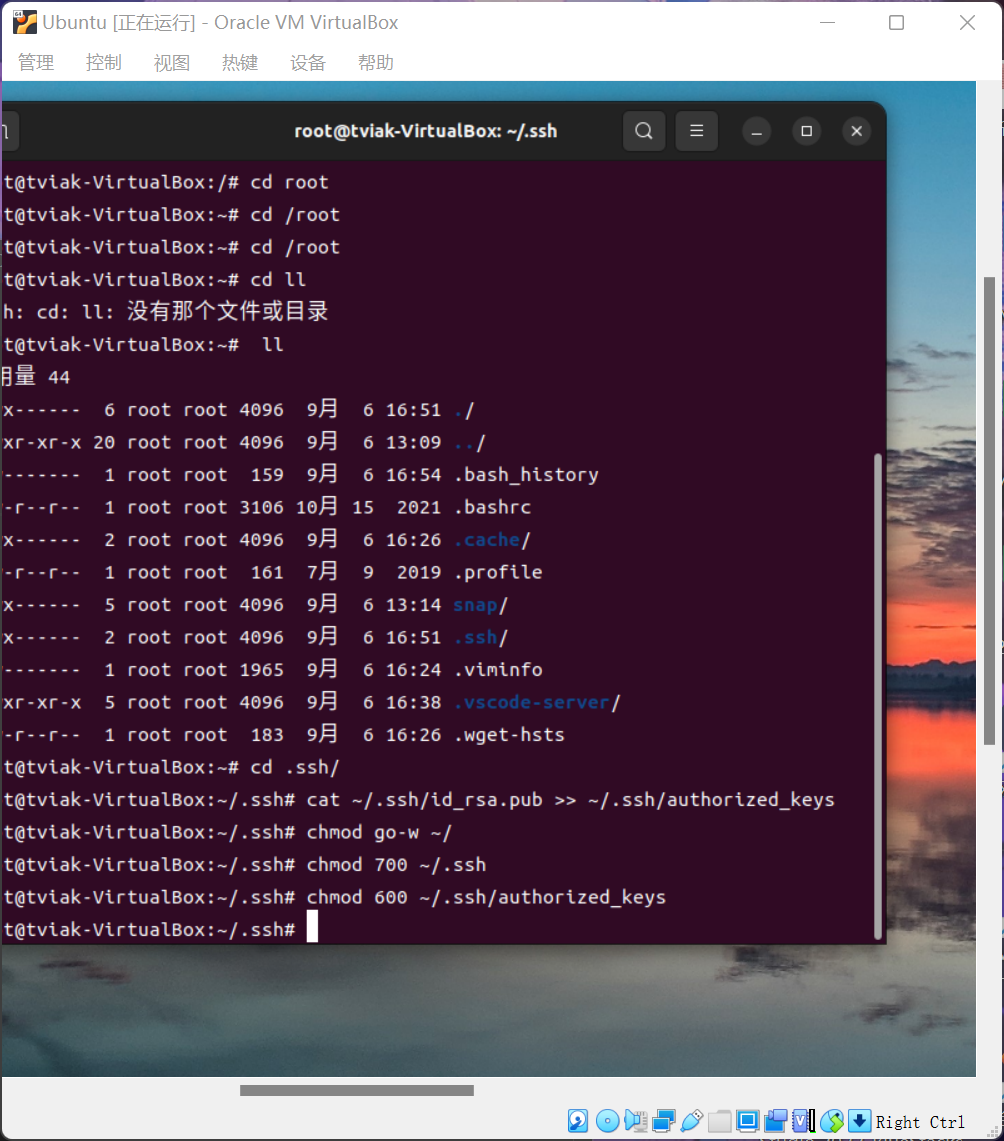 Ubuntu [正在运行] - Oracle VM VirtualBox
管理 控制 视图 热键 设备 帮助
root@tviak-VirtualBox: ~/.ssh
t@tviak-VirtualBox:/# cd root
t@tviak-VirtualBox:~# cd /root
t@tviak-VirtualBox:~# cd /root
t@tviak-VirtualBox:~# cd ll
h: cd: ll: 没有那个文件或目录
t@tviak-VirtualBox:~#  ll
用量 44
x------  6 root root 4096  9月  6 16:51 ./
xr-xr-x 20 root root 4096  9月  6 13:09 ../
-------  1 root root  159  9月  6 16:54 .bash_history
-r--r--  1 root root 3106 10月 15  2021 .bashrc
x------  2 root root 4096  9月  6 16:26 .cache/
-r--r--  1 root root  161  7月  9  2019 .profile
x------  5 root root 4096  9月  6 13:14 snap/
x------  2 root root 4096  9月  6 16:51 .ssh/
-------  1 root root 1965  9月  6 16:24 .viminfo
xr-xr-x  5 root root 4096  9月  6 16:38 .vscode-server/
-r--r--  1 root root  183  9月  6 16:26 .wget-hsts
t@tviak-VirtualBox:~# cd .ssh/
t@tviak-VirtualBox:~/.ssh# cat ~/.ssh/id_rsa.pub >> ~/.ssh/authorized_keys
t@tviak-VirtualBox:~/.ssh# chmod go-w ~/
t@tviak-VirtualBox:~/.ssh# chmod 700 ~/.ssh
t@tviak-VirtualBox:~/.ssh# chmod 600 ~/.ssh/authorized_keys
t@tviak-VirtualBox:~/.ssh#
Right Ctrl